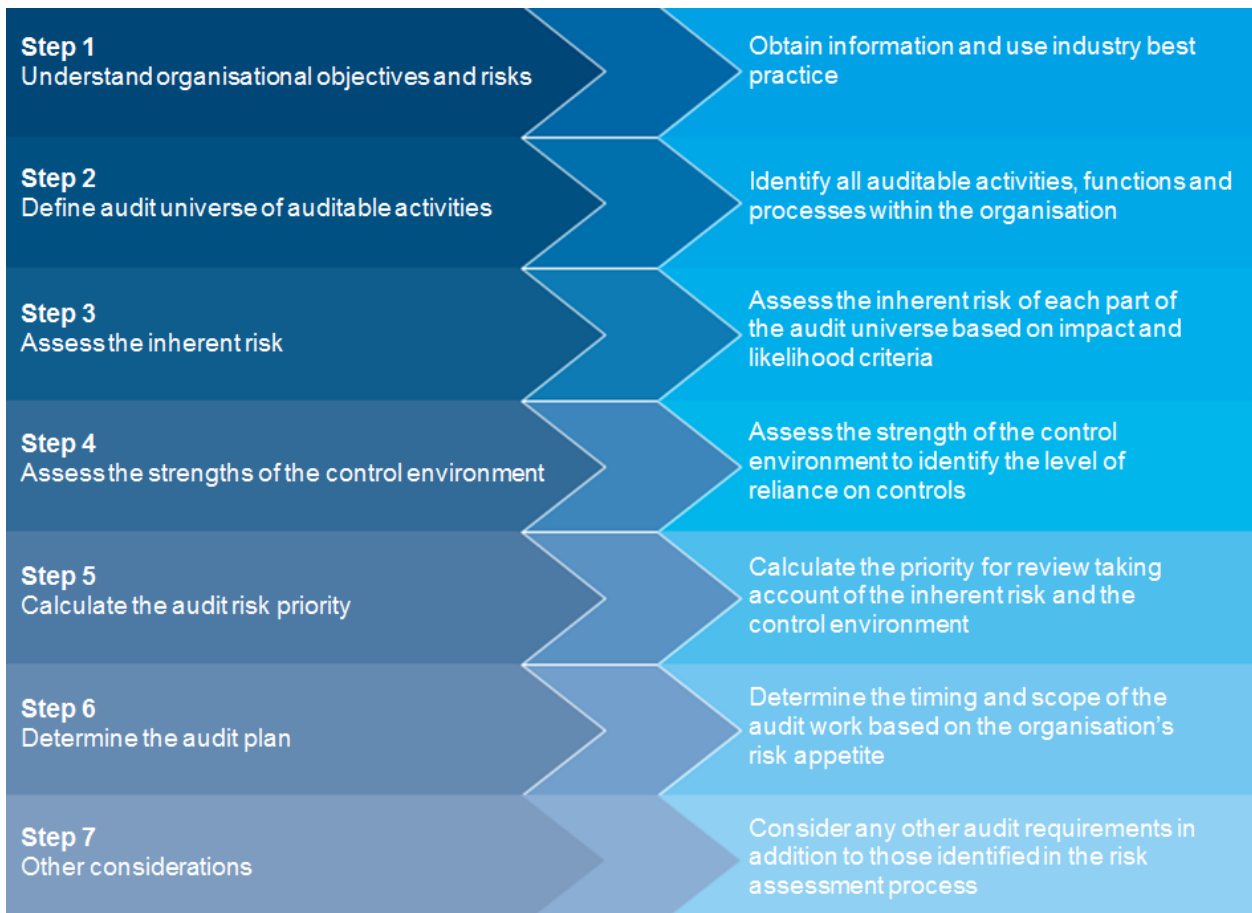 Step 1
Understand organisational objectives and risks
Obtain information and use industry best
practice
Step 2
Define audit universe of auditable activities
Identify all auditable activities, functions and
processes within the organisation
Step 3
Assess the inherent risk
Assess the inherent risk of each part of
the audit universe based on impact and
likelihood criteria
Step 4
Assess the strengths of the control environment
Assess the strength of the control
environment to identify the level of
reliance on controls
Step 5
Calculate the audit risk priority
Calculate the priority for review taking
account of the inherent risk and the
control environment
Step 6
Determine the audit plan
Determine the timing and scope of the
audit work based on the organisation’s
risk appetite
Step 7
Other considerations
Consider any other audit requirements in
addition to those identified in the risk
assessment process